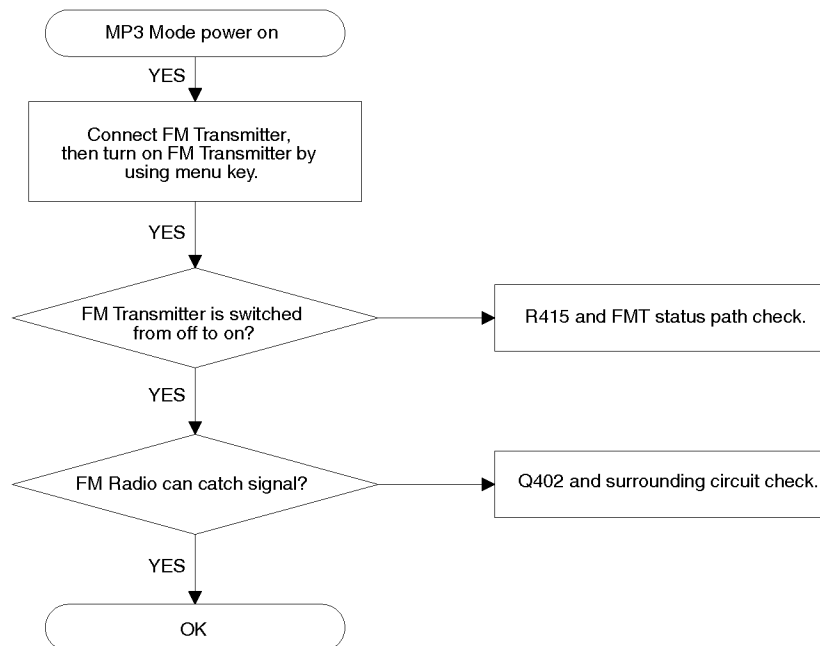 MP3 Mode power on
YES
Connect FM Transmitter,
then turn on FM Transmitter by
using menu key.
YES
FM Transmitter is switched
from off to on?
R415 and FMT status path check.
YES
FM Radio can catch signal?
Q402 and surrounding circuit check.
YES
OK